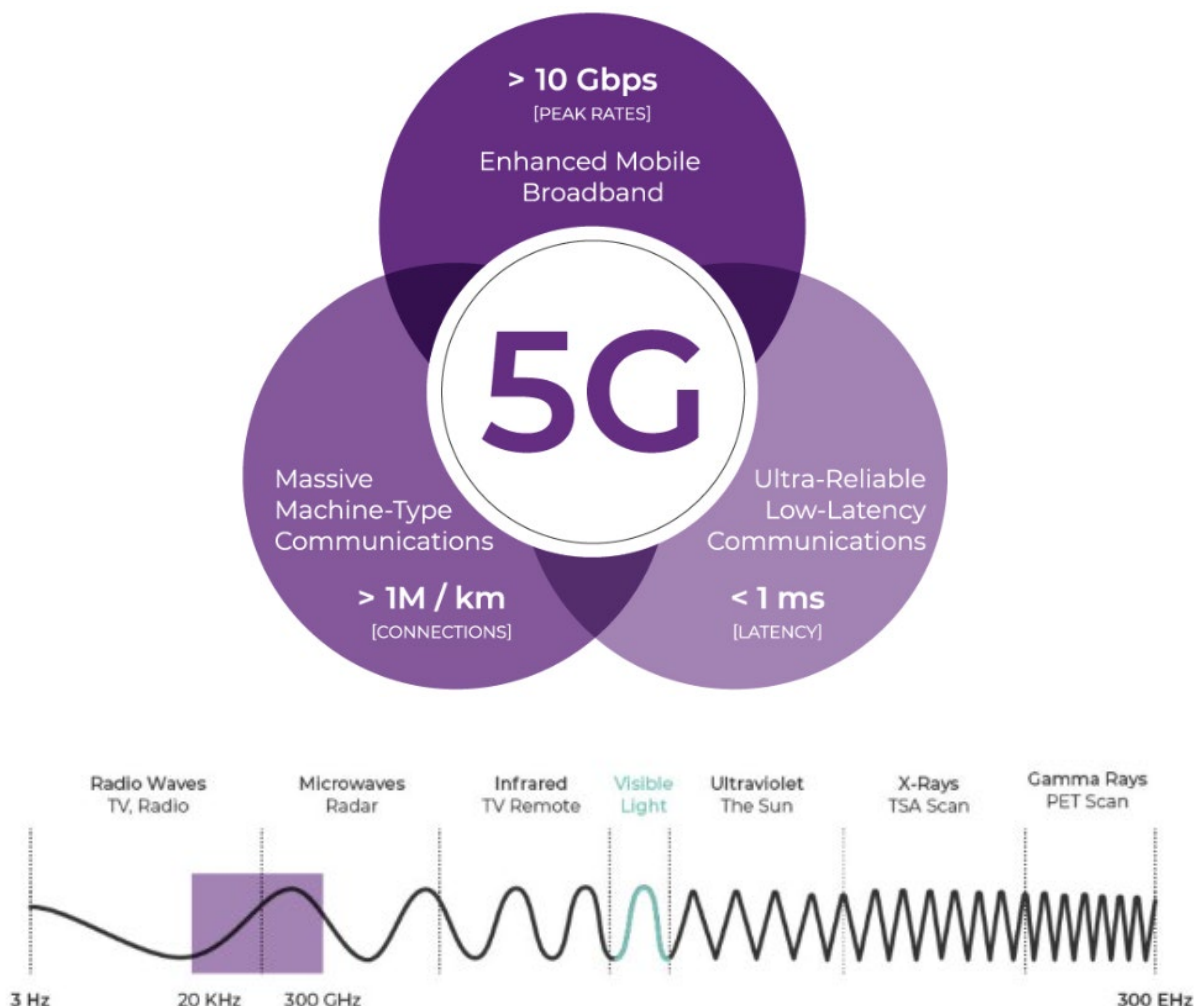 > 10 Gbps
[PEAK RATES]
Enhanced Mobile
Broadband
5G
Massive
Machine-Type
Communications
> 1M / km
[CONNECTIONS]
Ultra-Reliable
Low-Latency
Communications
< 1 ms
[LATENCY]
Radio Waves
TV, Radio
Microwaves
Radar
Infrared
TV Remote
Visible
Light
Ultraviolet
The Sun
X-Rays
TSA Scan
Gamma Rays
PET Scan
3 Hz
20 KHz
300 GHz
300 EHz